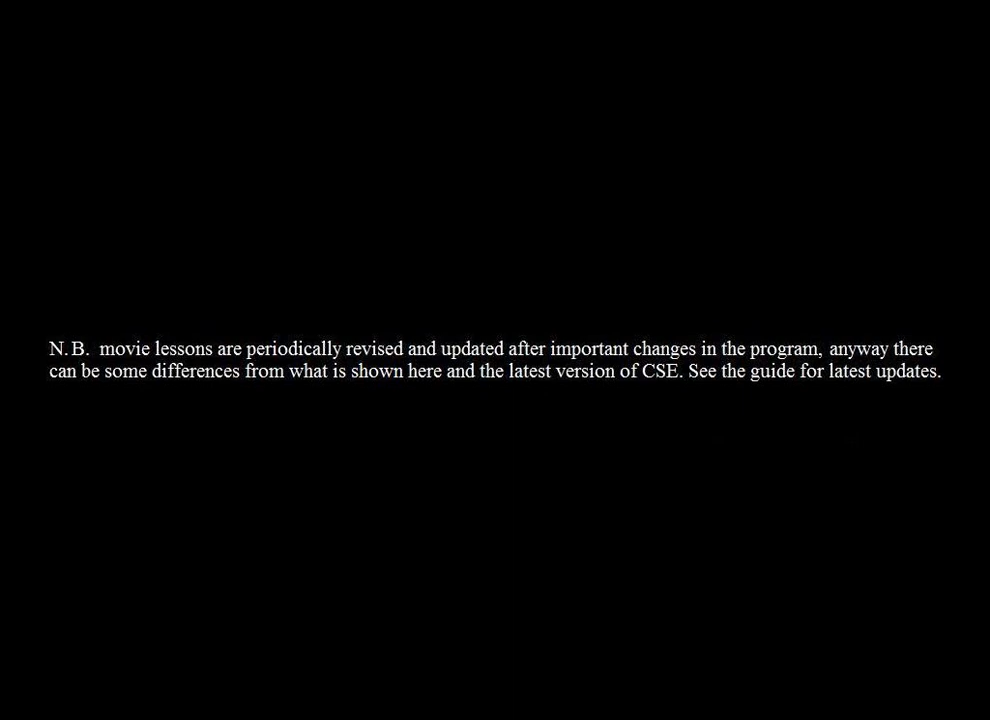 N.B. movie lessons are periodically revised and updated after important changes in the program, anyway there
can be some differences from what is shown here and the latest version of CSE. See the guide for latest updates.